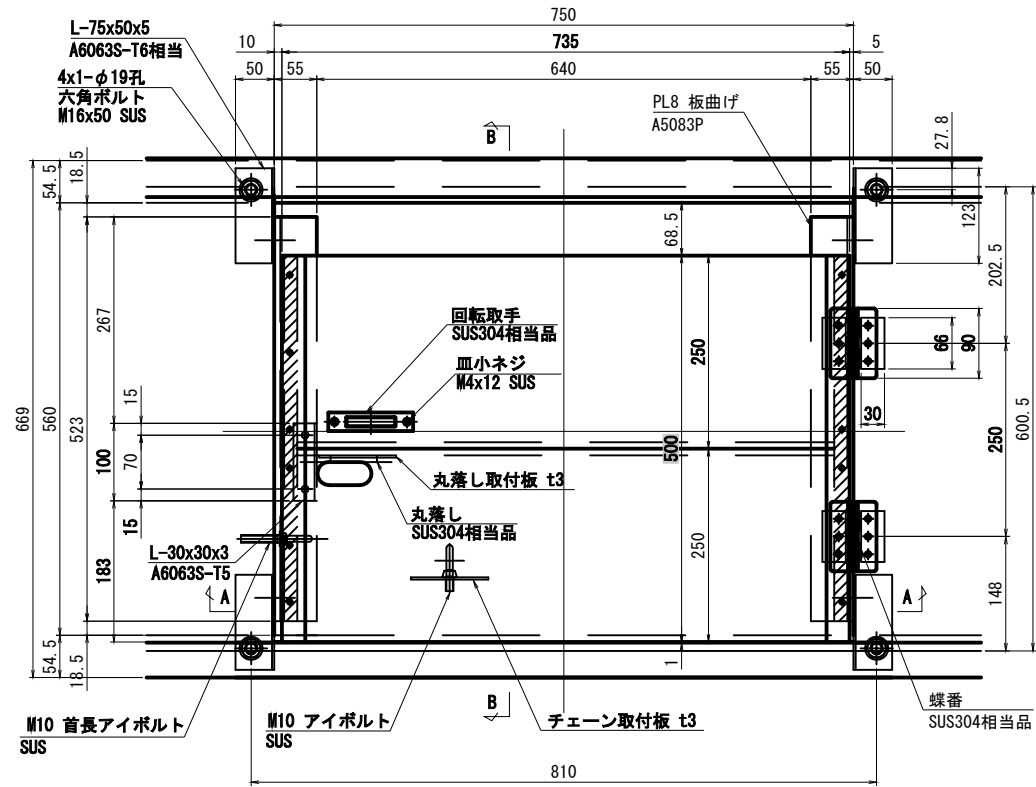 L-75x50x5
A6063S-T6相当
4x1-φ19孔
六角ボルト
M16x50 SUS
750
10
735
5
50
55
640
55
50
PL8 板曲げ
A5083P
27.8
B
54.5
18.5
68.5
123
202.5
267
回転取手
SUS304相当品
皿小ネジ
M4x12 SUS
250
66
90
30
15
669
560
523
100
70
500
250
600.5
丸落し取付板 t3
丸落し
SUS304相当品
15
L-30x30x3
A6063S-T5
183
250
148
A
A
54.5
18.5
1
B
M10 首長アイボルト
SUS
M10 アイボルト
SUS
チェーン取付板 t3
蝶番
SUS304相当品
810